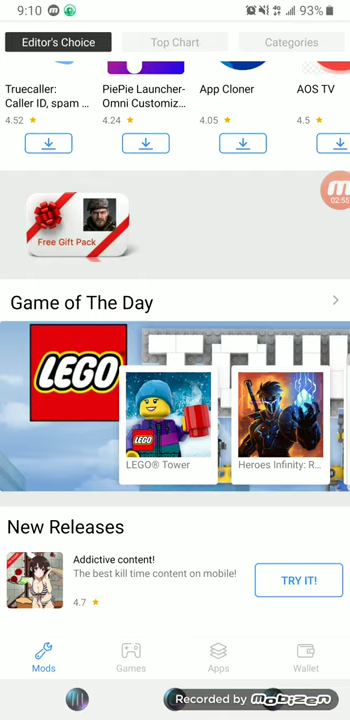 9:10
93%
Editor's Choice
Top Chart
Categories
Truecaller:
Caller ID, spam ...
4.52
PiePie Launcher-
Omni Customiz...
4.24
App Cloner
4.05
AOS TV
4.5
02:55
Free Gift Pack
Game of The Day
LEGO
LEGO
LEGO® Tower
Heroes Infinity: R...
New Releases
Addictive content!
The best kill time content on mobile!
4.7
TRY IT!
Mods
Games
Apps
Wallet
Recorded by mobizen